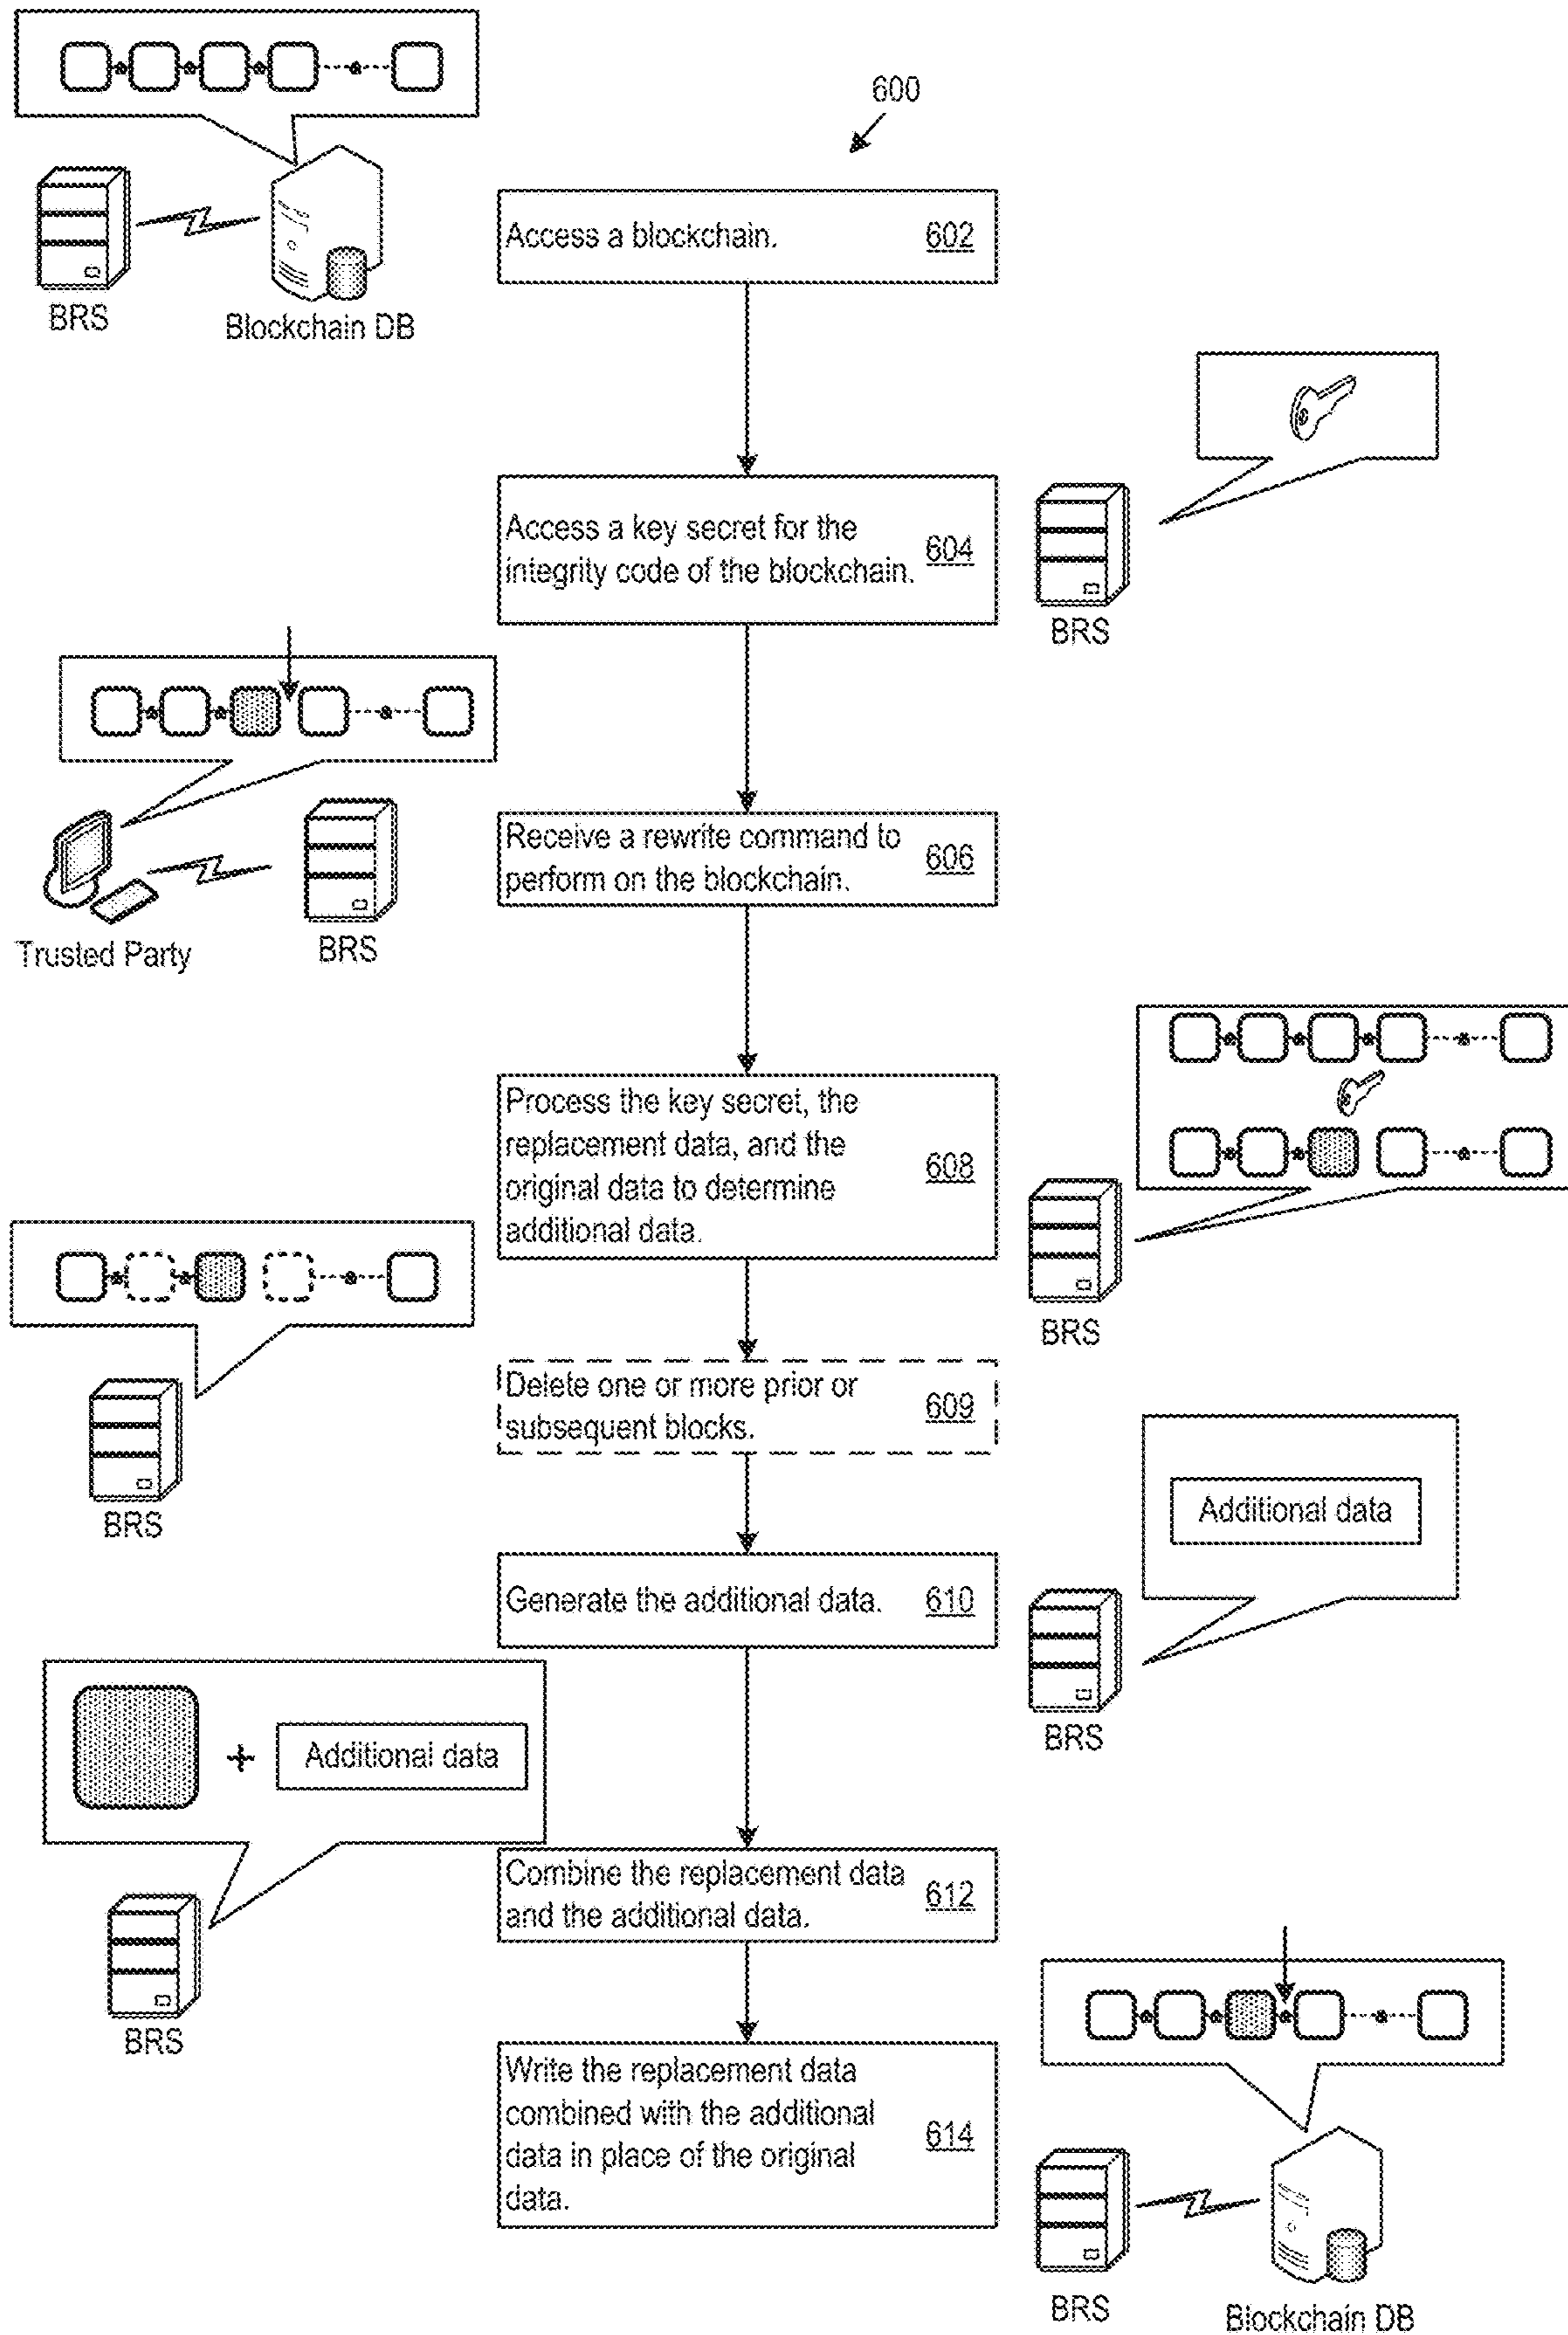 600
Access a blockchain. 602
BRS
Blockchain DB
Access a key secret for the
integrity code of the blockchain. 604
BRS
Receive a rewrite command to
perform on the blockchain. 606
Trusted Party
BRS
Process the key secret, the
replacement data, and the
original data to determine
additional data. 608
BRS
Delete one or more prior or
subsequent blocks. 609
BRS
Additional data
Generate the additional data. 610
BRS
Additional data
Combine the replacement data
and the additional data. 612
BRS
Write the replacement data
combined with the additional
data in place of the original
data. 614
BRS
Blockchain DB